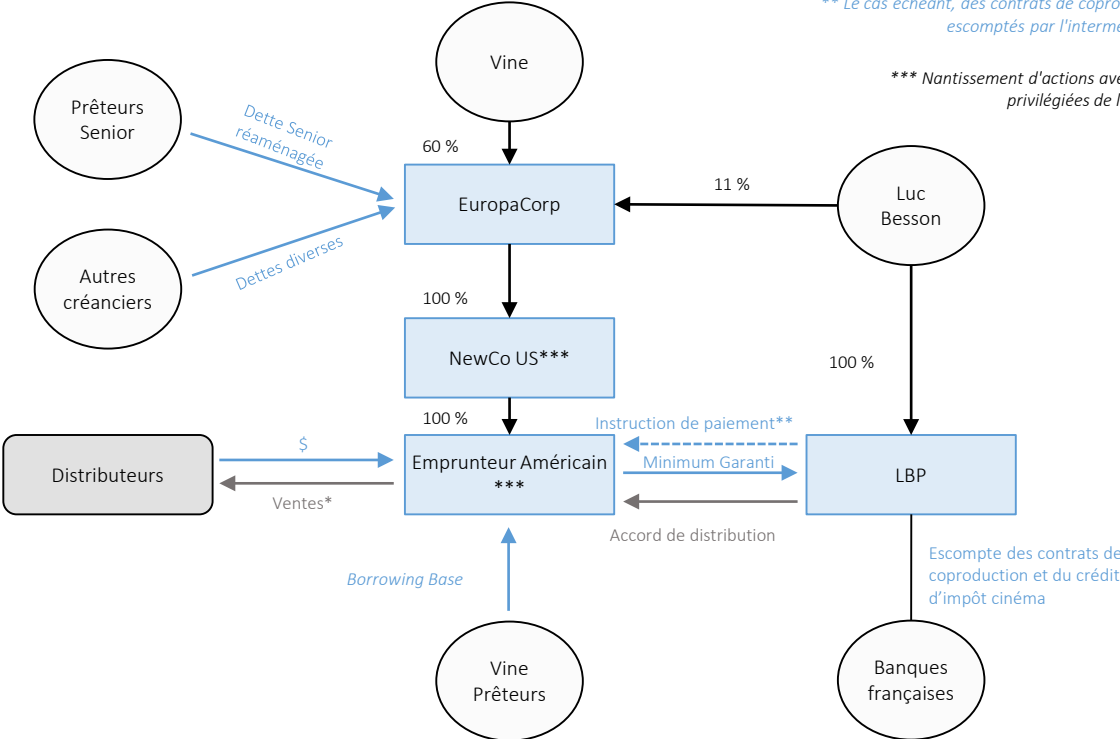 ** Le cas échéant, des contrats de copro
escomptés par l'interm
*** Nantissement d'actions ave
privilégiées de l
Vine
Prêteurs
Senior
Dette Senior
réaménagée
60 %
EuropaCorp
11 %
Luc
Besson
Autres
créanciers
Dettes diverses
100 %
NewCo US***
100 %
100 %
Distributeurs
$
Ventes*
Emprunteur Américain
***
Instruction de paiement**
Minimum Garanti
Accord de distribution
LBP
Borrowing Base
Escompte des contrats de
coproduction et du crédit
d'impôt cinéma
Vine
Prêteurs
Banques
françaises